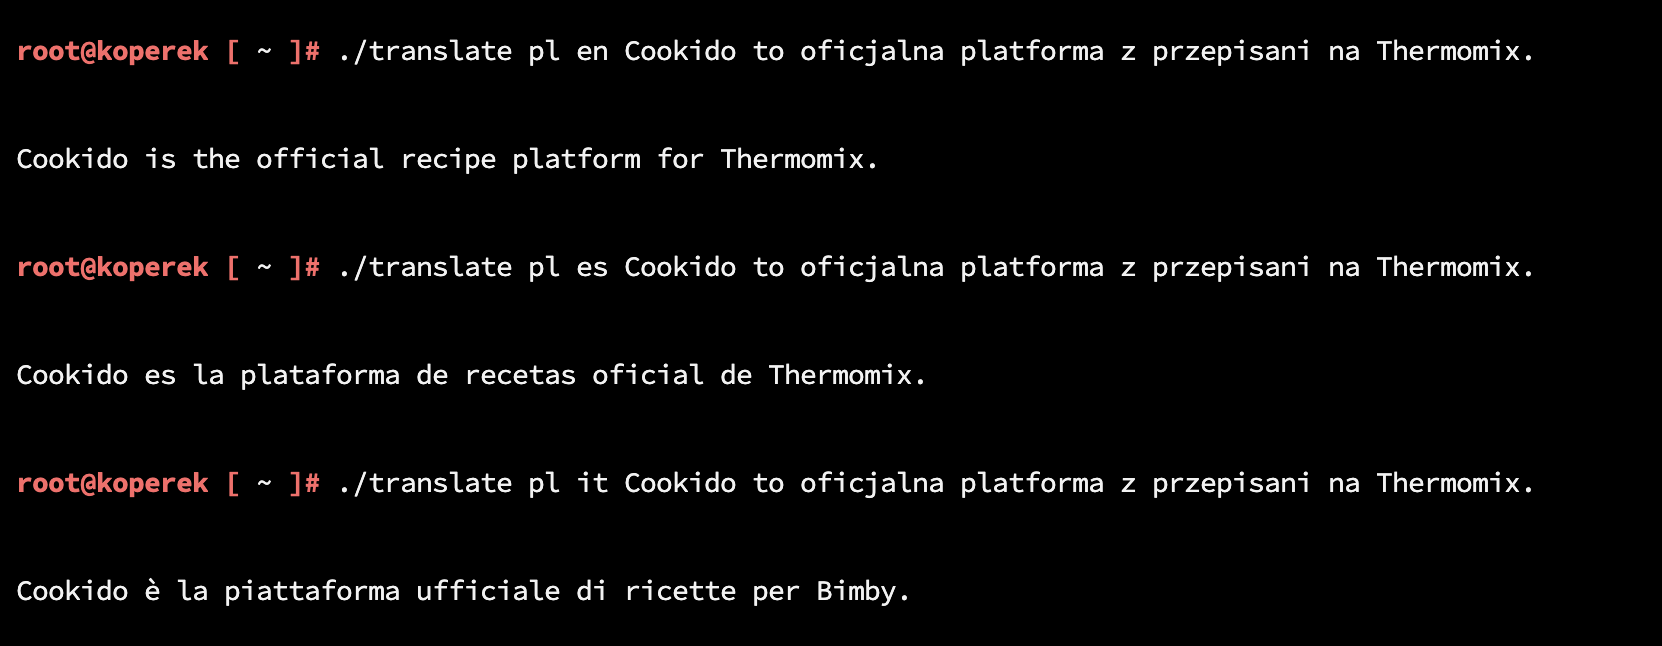 root@koperek [ ~ ]# ./translate pl en Cookido to oficjalna platforma z przepisani na Thermomix.
Cookido is the official recipe platform for Thermomix.
root@koperek [ ~ ]# ./translate pl es Cookido to oficjalna platforma z przepisani na Thermomix.
Cookido es la plataforma de recetas oficial de Thermomix.
root@koperek [ ~ ]# ./translate pl it Cookido to oficjalna platforma z przepisani na Thermomix.
Cookido è la piattaforma ufficiale di ricette per Bimby.